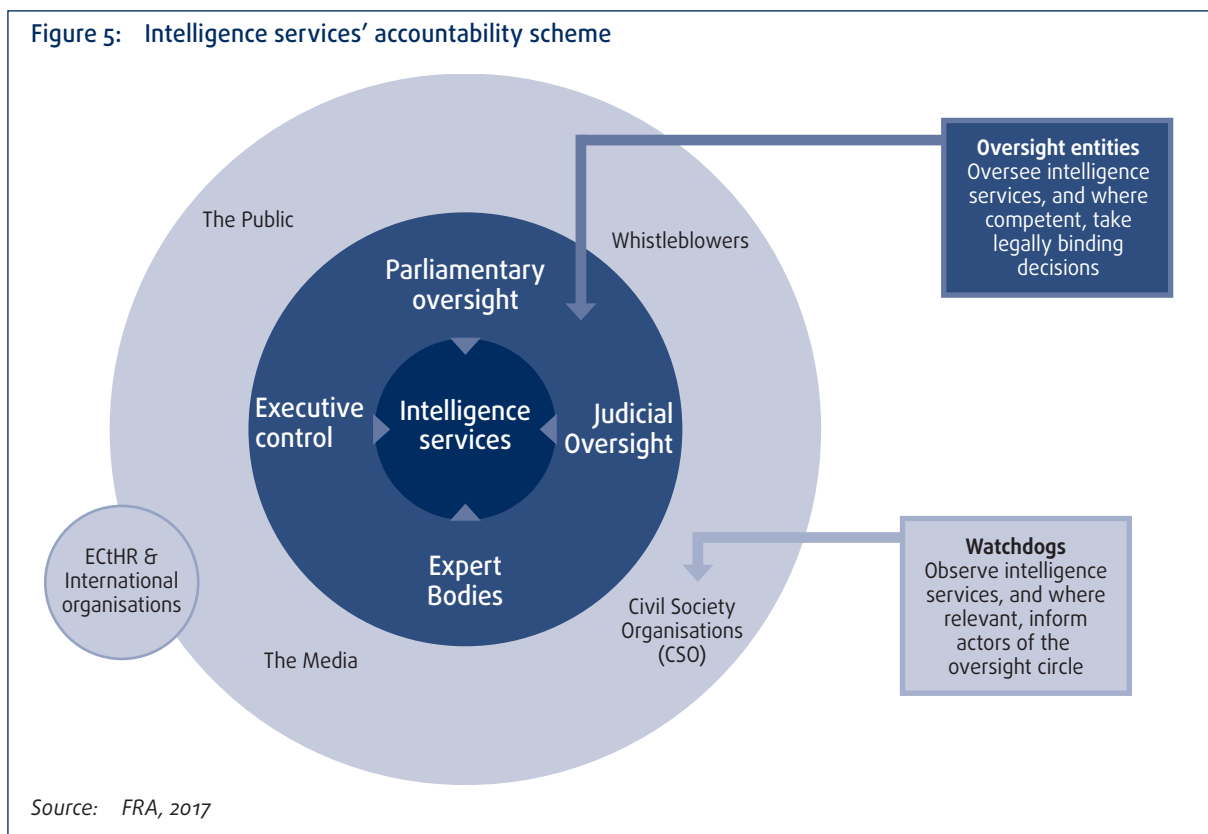 Figure 5: Intelligence services’ accountability scheme
The Public
Whistleblowers
Parliamentary
oversight
Executive
control
Intelligence
services
Judicial
Oversight
Expert
Bodies
ECtHR &
International
organisations
The Media
Civil Society
Organisations
(CSO)
Oversight entities
Oversee intelligence
services, and where
competent, take
legally binding
decisions
Watchdogs
Observe intelligence
services, and where
relevant, inform
actors of the
oversight circle
Source: FRA, 2017